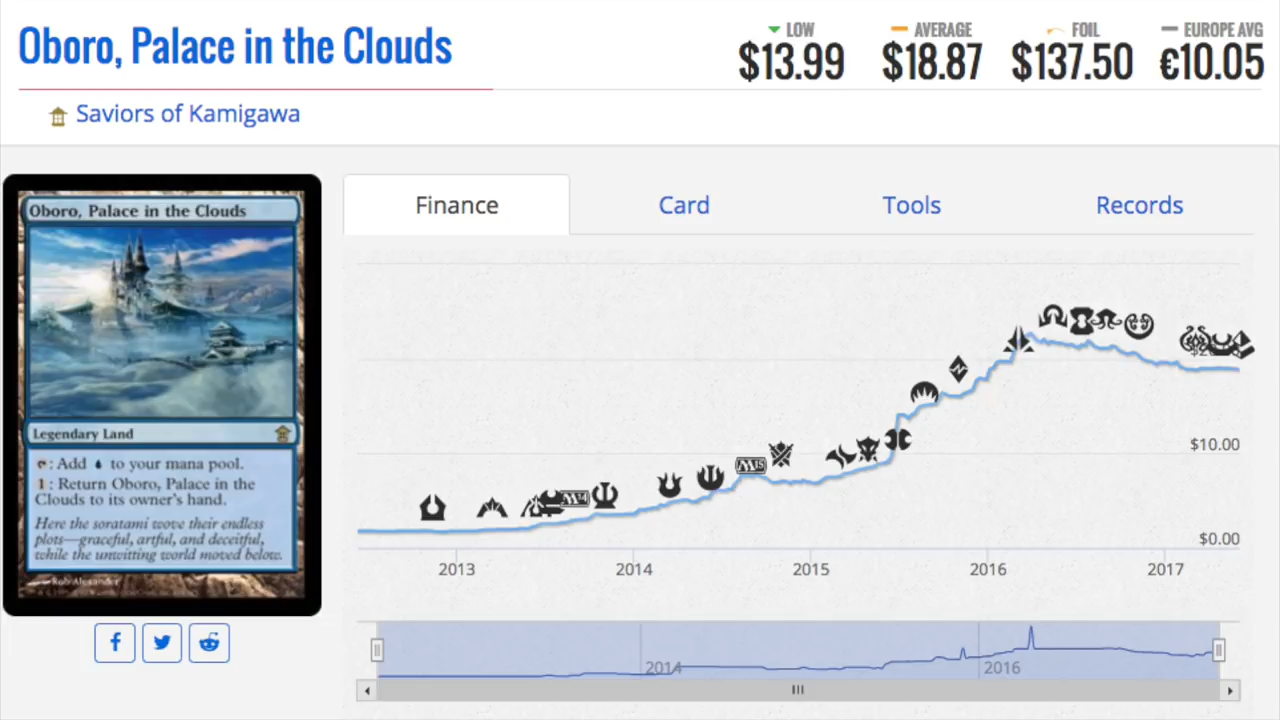 Oboro, Palace in the Clouds
LOW
$13.99
AVERAGE
$18.87
FOIL
$137.50
EUROPE AVG
€10.05
Saviors of Kamigawa
Oboro, Palace in the Clouds
Legendary Land
: Add to your mana pool.
1: Return Oboro, Palace in the
Clouds to its owner's hand.
Here the soratami wove their endless
plots—graceful, artful, and deceitful,
while the unwitting world moved below.
Rob Alexander
Finance
Card
Tools
Records
M14
M15
$10.00
$0.00
2013
2014
2015
2016
2017
2014
2016